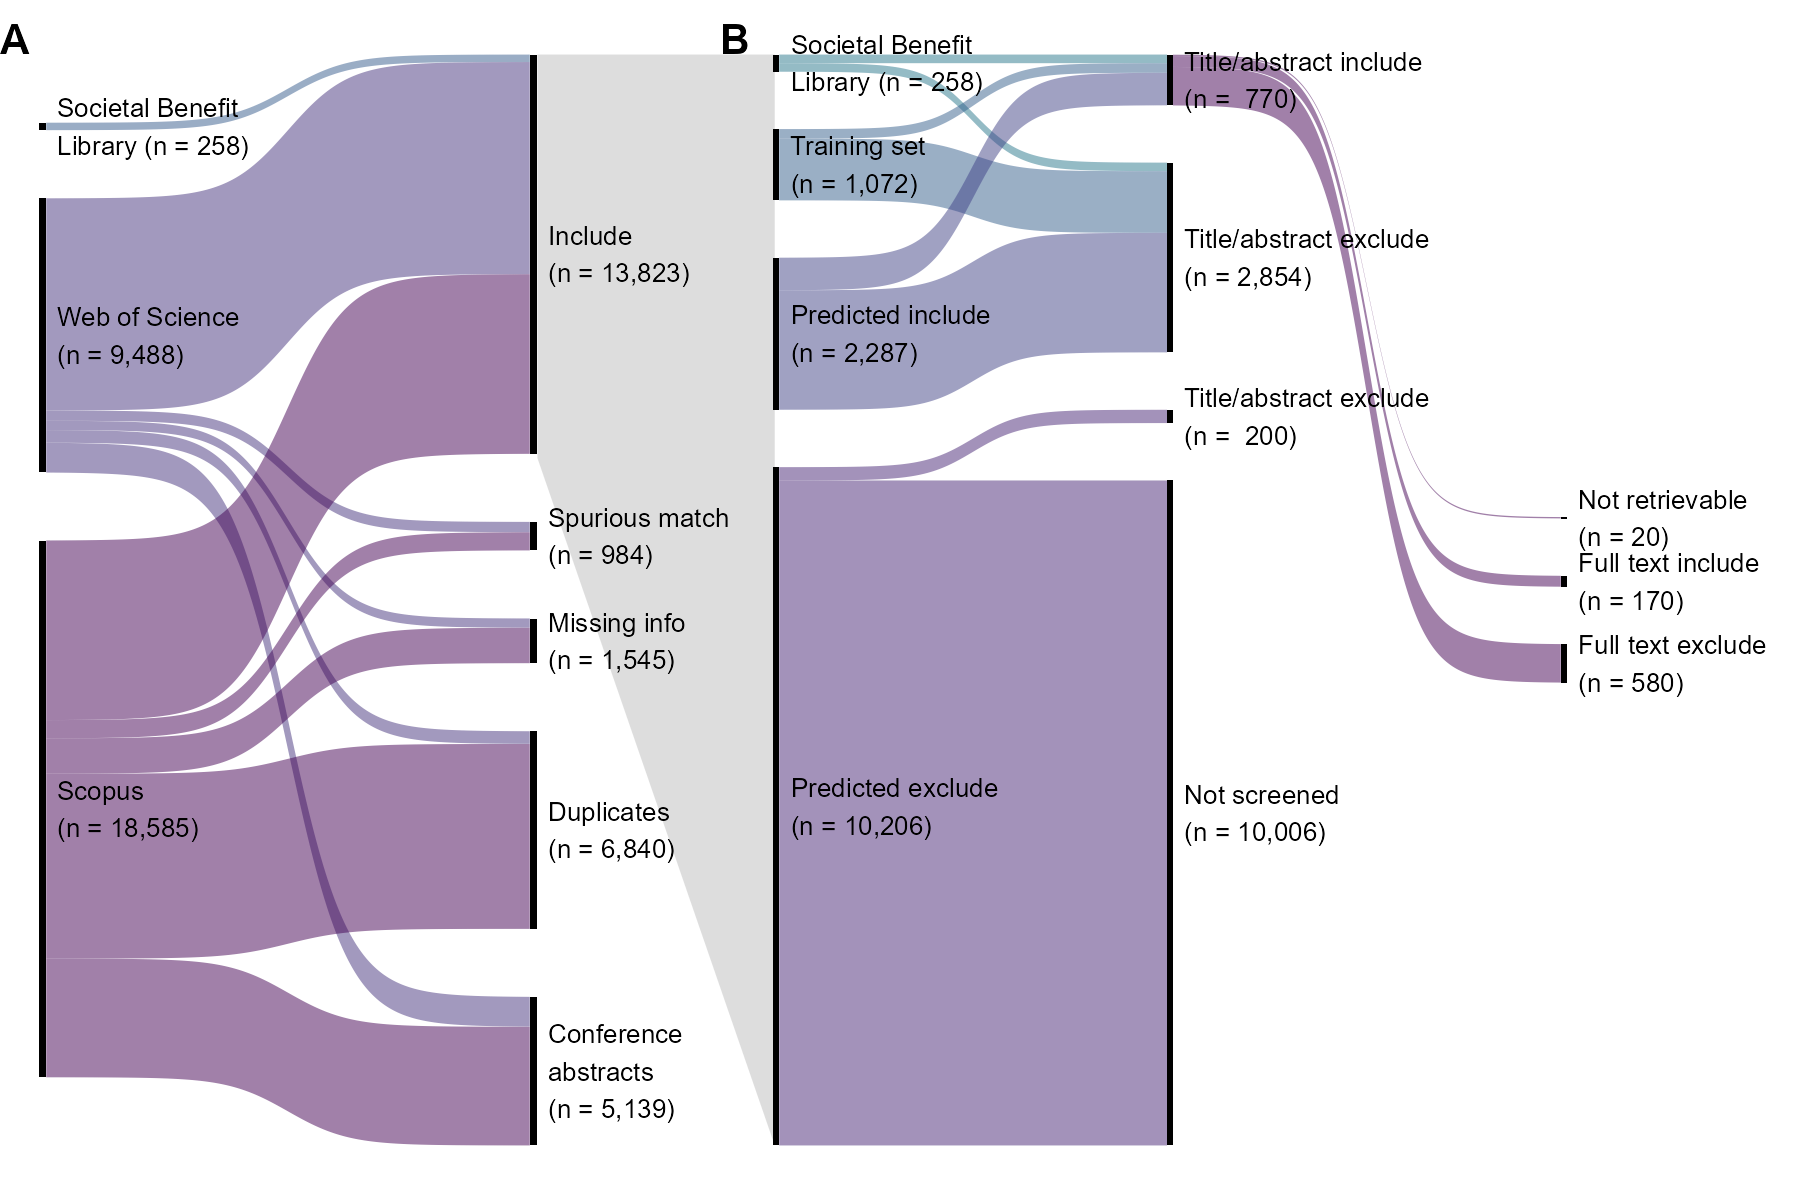 A
Societal Benefit
Library (n = 258)
Web of Science
(n = 9,488)
Scopus
(n = 18,585)
Include
(n = 13,823)
Spurious match
(n = 984)
Missing info
(n = 1,545)
Duplicates
(n = 6,840)
Conference
abstracts
(n = 5,139)
B
Societal Benefit
Library (n = 258)
Training set
(n = 1,072)
Predicted include
(n = 2,287)
Predicted exclude
(n = 10,206)
Title/abstract include
(n =  770)
Title/abstract exclude
(n = 2,854)
Title/abstract exclude
(n =  200)
Not screened
(n = 10,006)
Not retrievable
(n = 20)
Full text include
(n = 170)
Full text exclude
(n = 580)